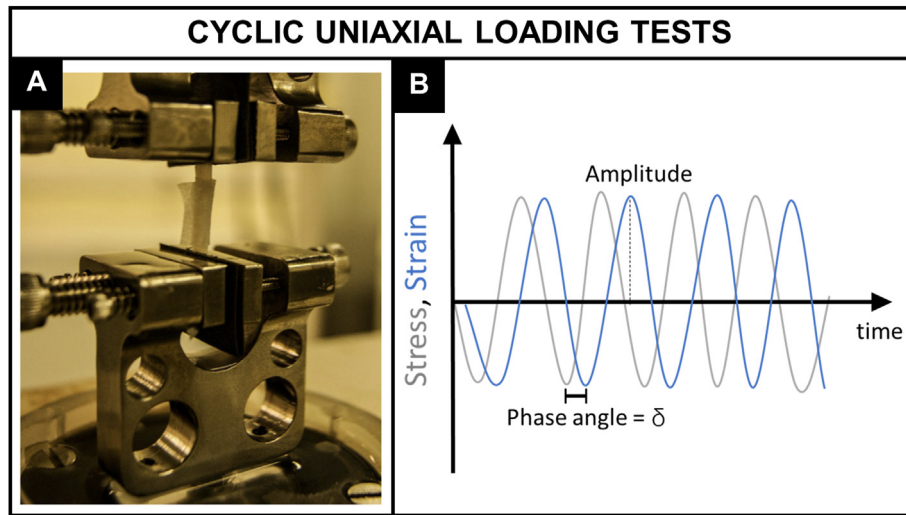 CYCLIC UNIAXIAL LOADING TESTS
A
B
Amplitude
Stress, Strain
time
Phase angle = δ